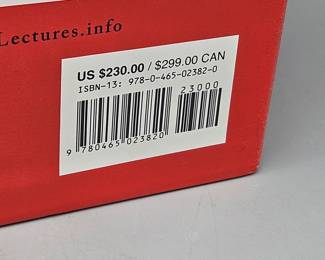 Lectures.info
US $230.00 / $299.00 CAN
ISBN-13: 978-0-465-02382-0
23000
9 780465 023820